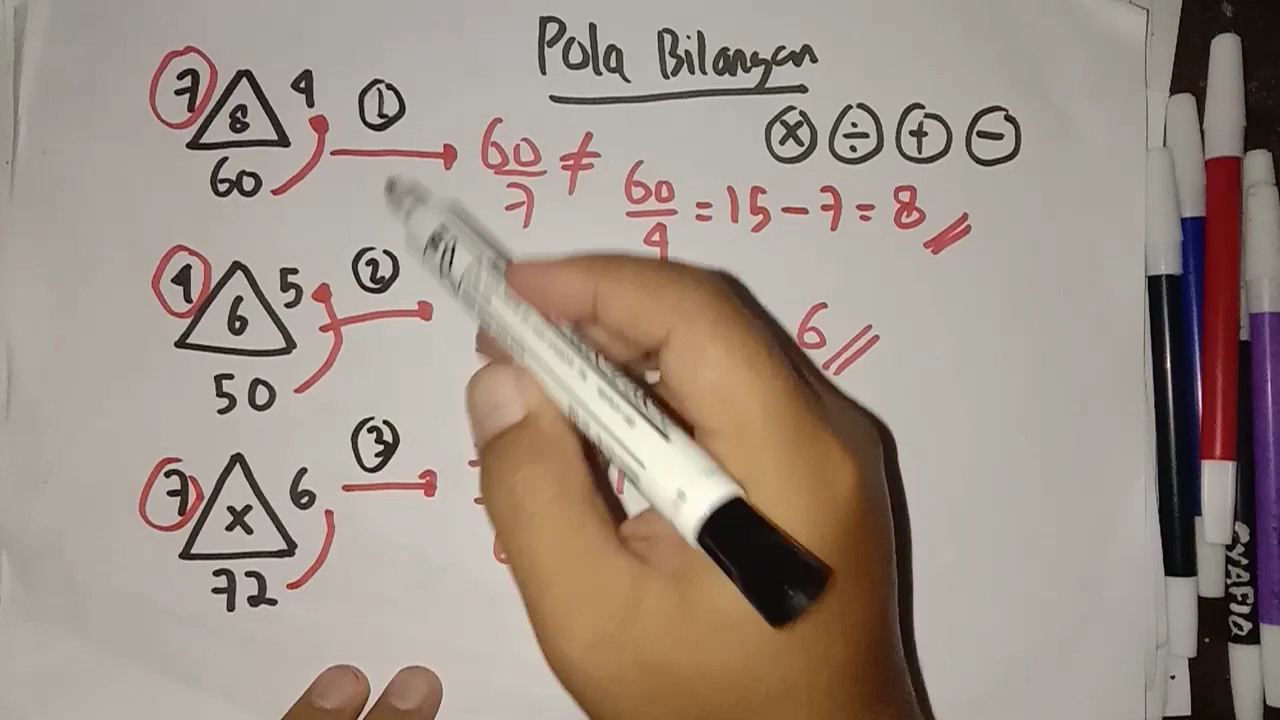 Pola Bilangan
× ÷ + −
7 8 4
60
1
60/7 ≠ 60/4 = 15 - 7 = 8 //
4 6 5
50
2
6 //
7 x 6
72
3
SYAFIQ